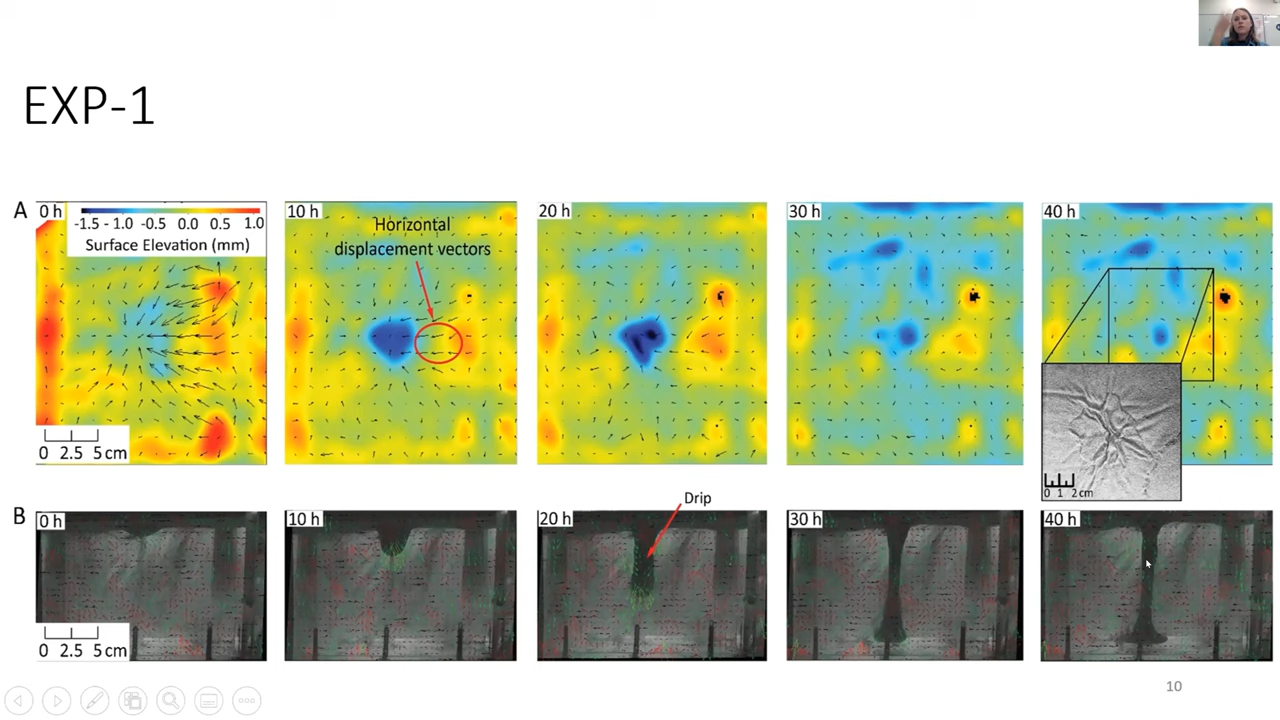 EXP-1
A
0 h
-1.5 - 1.0 -0.5 0.0 0.5 1.0
Surface Elevation (mm)
0 2.5 5 cm
10 h
Horizontal
displacement vectors
20 h
30 h
40 h
0 1 2cm
B
0 h
0 2.5 5 cm
10 h
20 h
Drip
30 h
40 h
10